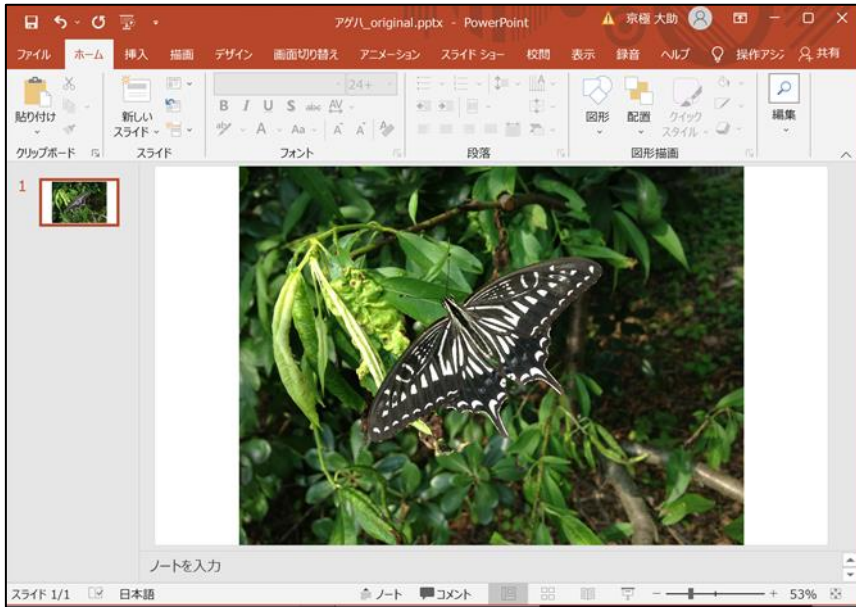 アゲハ_original.pptx - PowerPoint
京極 大助
ファイル ホーム 挿入 描画 デザイン 画面切り替え アニメーション スライド ショー 校閲 表示 録音 ヘルプ 操作アシ 共有
貼り付け
新しい
スライド
24+
B I U S abc AV
A Aa A A
図形
配置
クイック
スタイル
編集
クリップボード スライド フォント 段落 図形描画
1
ノートを入力
スライド 1/1 日本語 ノート コメント 53%